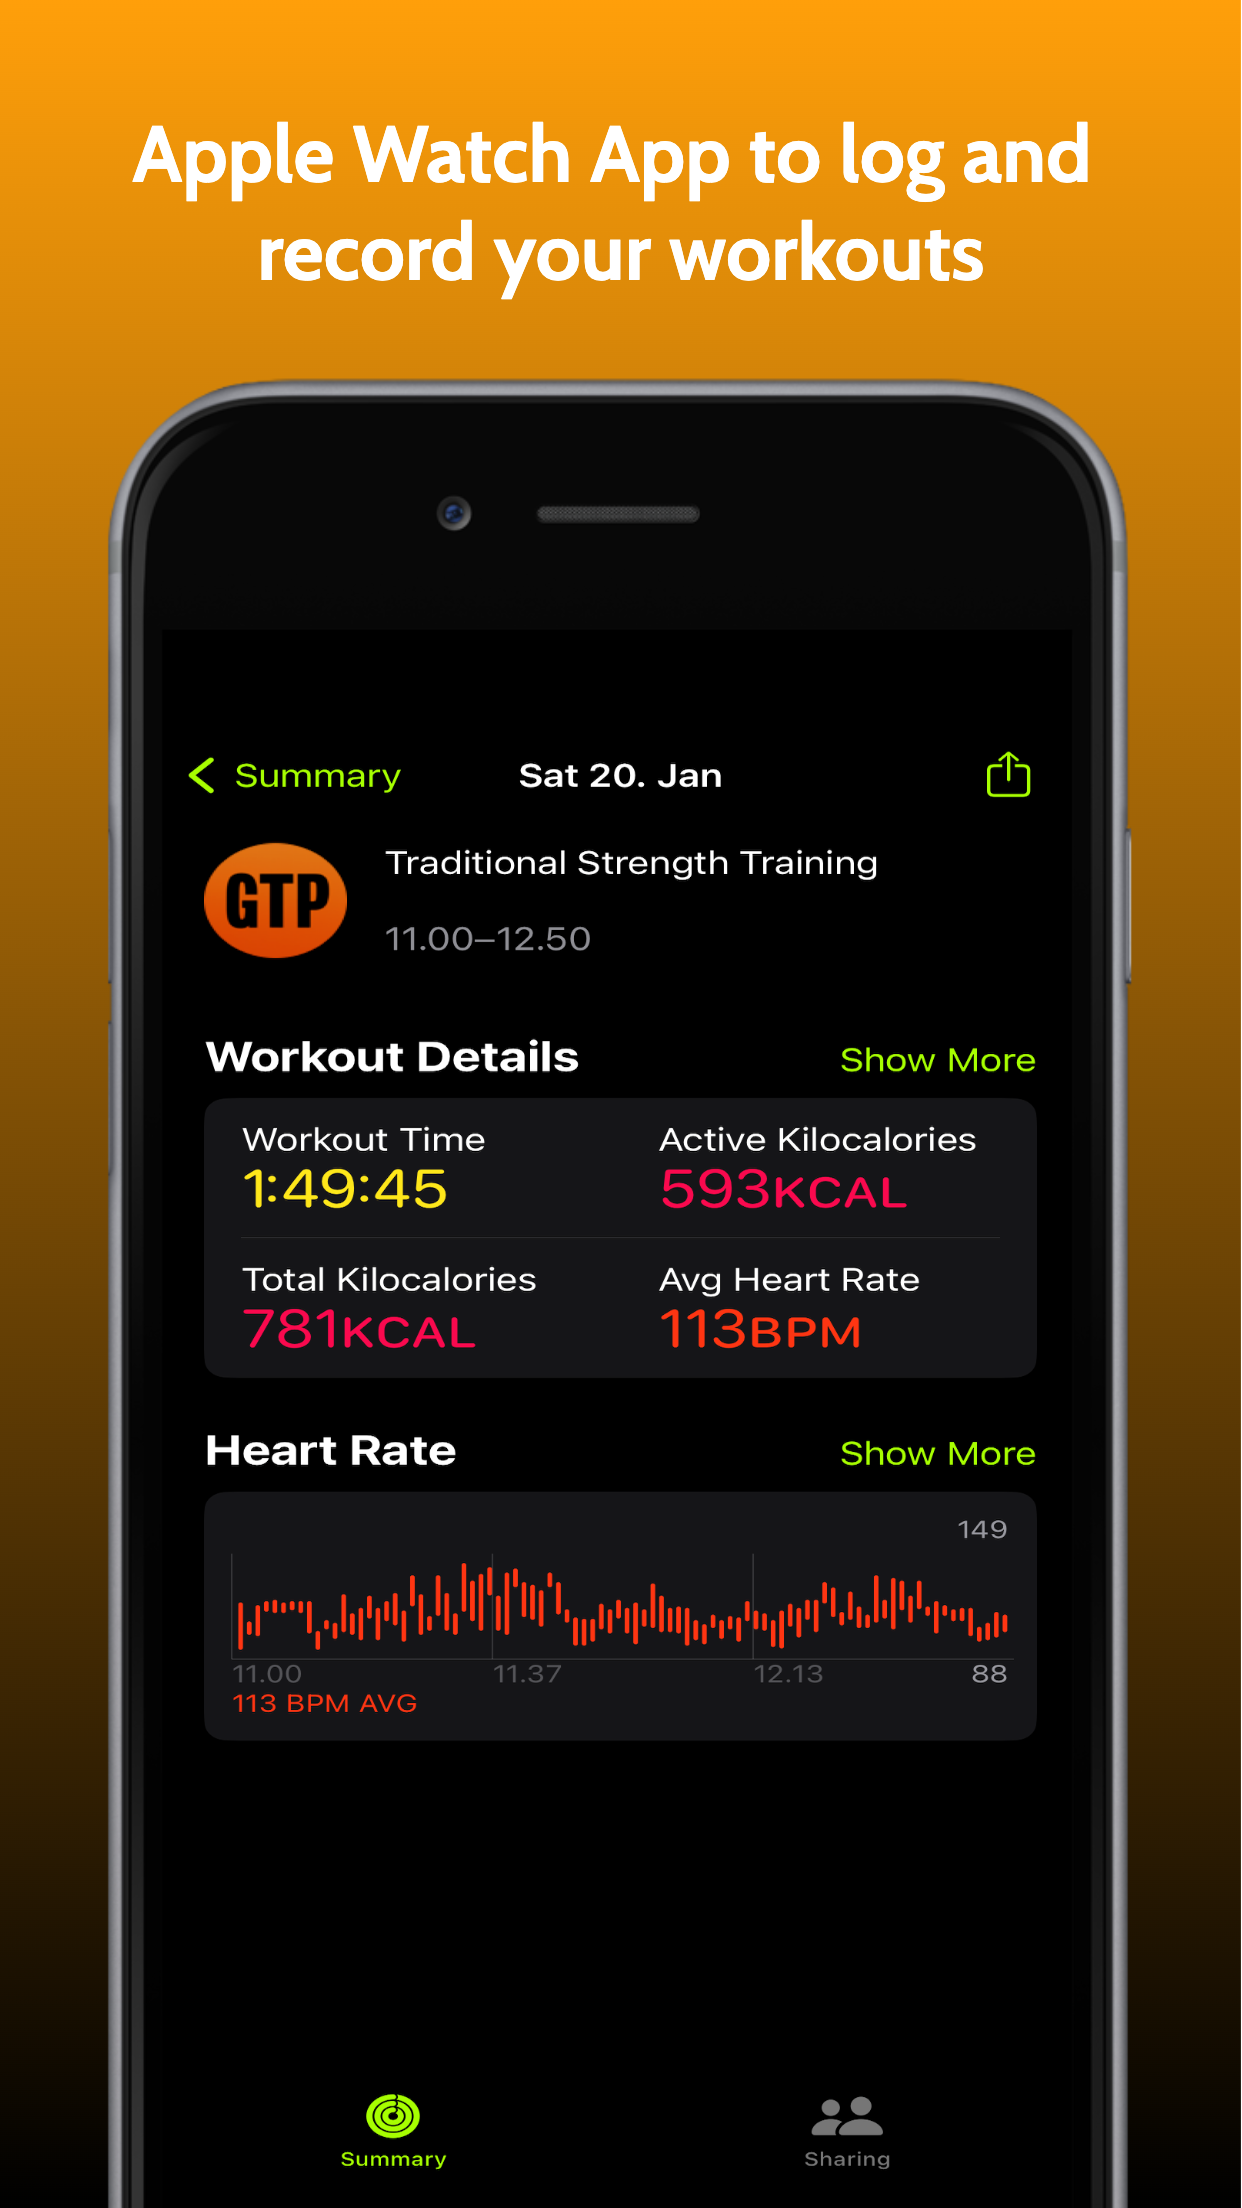 Apple Watch App to log and
record your workouts
Summary
Sat 20. Jan
GTP
Traditional Strength Training
11.00–12.50
Workout Details
Show More
Workout Time
Active Kilocalories
1:49:45
593KCAL
Total Kilocalories
Avg Heart Rate
781KCAL
113BPM
Heart Rate
Show More
149
11.00
11.37
12.13
88
113 BPM AVG
Summary
Sharing